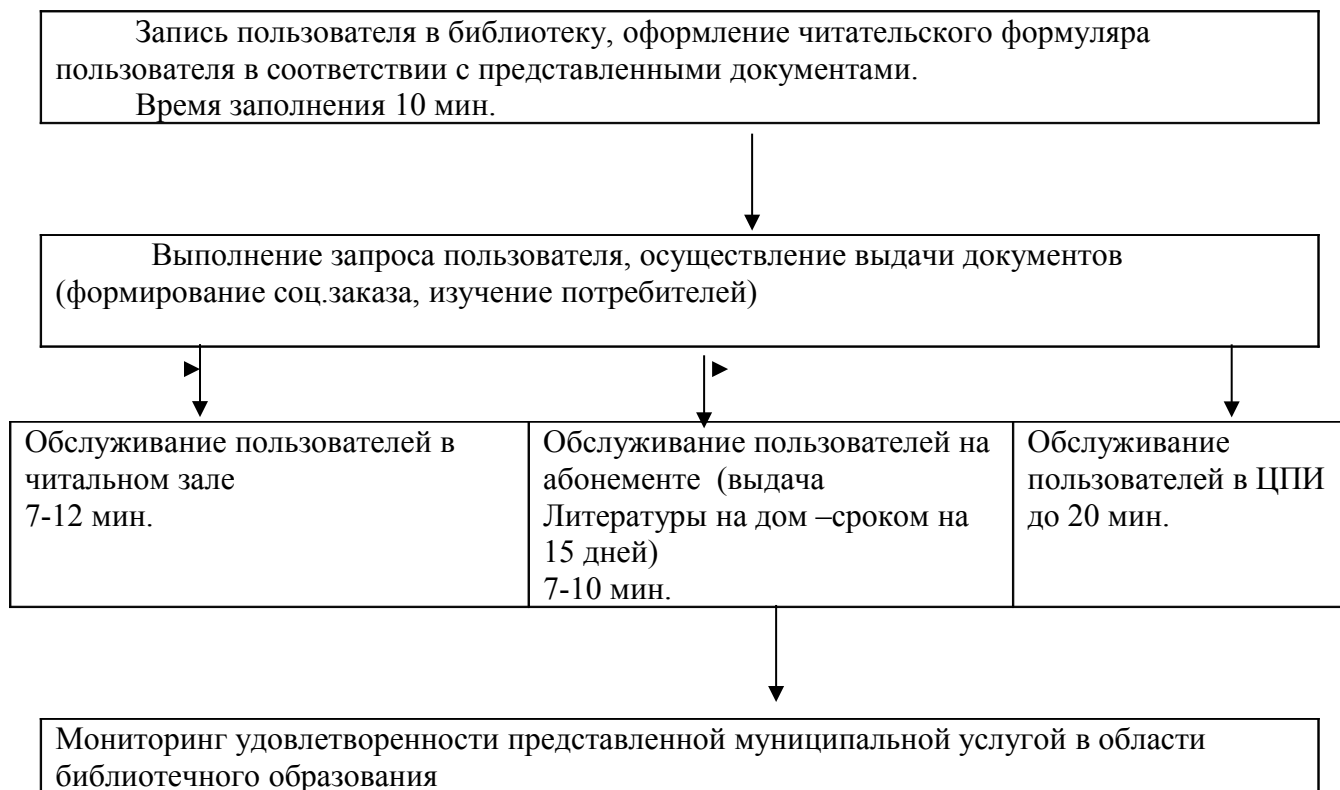 Запись пользователя в библиотеку, оформление читательского формуляра
пользователя в соответствии с представленными документами.
Время заполнения 10 мин.
Выполнение запроса пользователя, осуществление выдачи документов
(формирование соц.заказа, изучение потребителей)
Обслуживание пользователей в
читальном зале
7-12 мин.
Обслуживание пользователей на
абонементе (выдача
Литературы на дом –сроком на
15 дней)
7-10 мин.
Обслуживание
пользователей в ЦПИ
до 20 мин.
Мониторинг удовлетворенности представленной муниципальной услугой в области
библиотечного образования